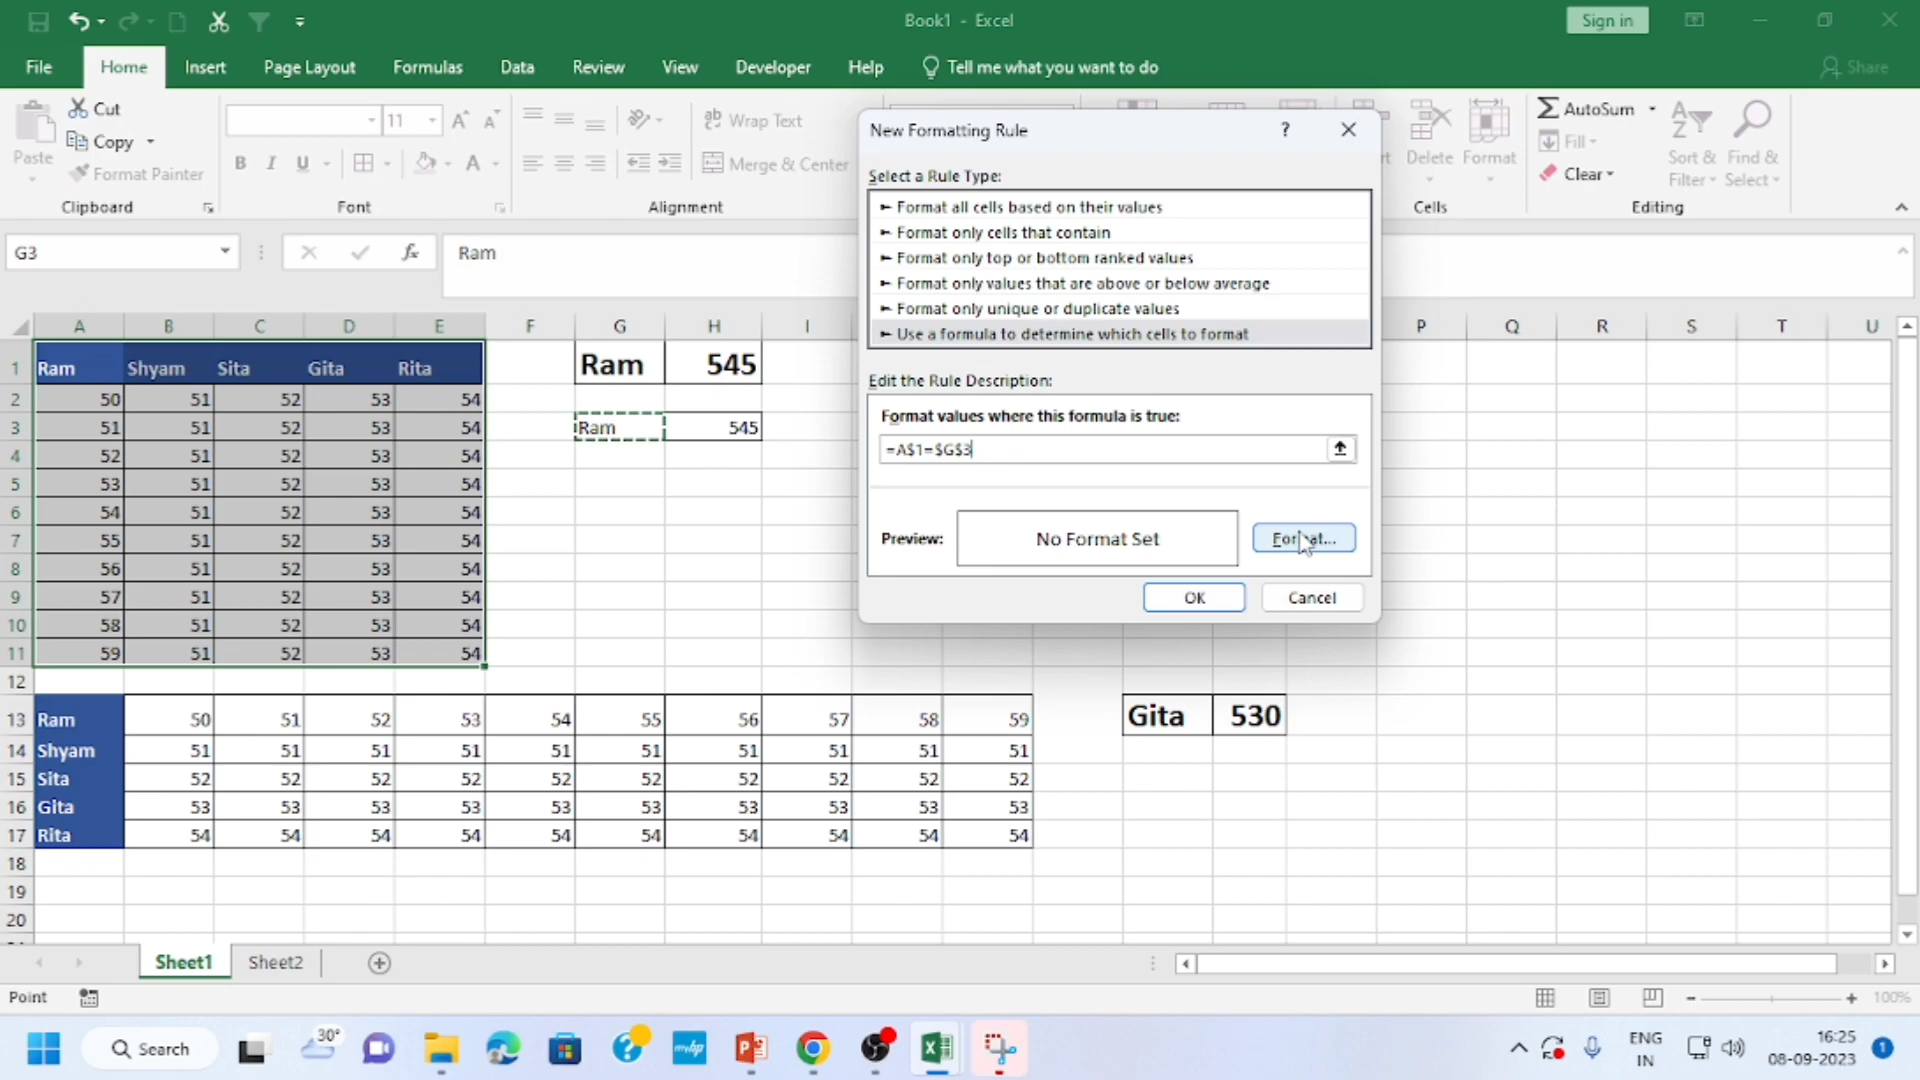 Book1 - Excel
Sign in
File Home Insert Page Layout Formulas Data Review View Developer Help Tell me what you want to do Share
Paste
Cut
Copy
Format Painter
Clipboard
11
B I U A
Font
Wrap Text
Merge & Center
Alignment
Delete Format
Cells
AutoSum
Fill
Clear
Sort & Filter
Find & Select
Editing
G3
fx
Ram
New Formatting Rule
Select a Rule Type:
► Format all cells based on their values
► Format only cells that contain
► Format only top or bottom ranked values
► Format only values that are above or below average
► Format only unique or duplicate values
► Use a formula to determine which cells to format
Edit the Rule Description:
Format values where this formula is true:
=A$1=$G$3
Preview:
No Format Set
Format...
OK
Cancel
A B C D E F G H I P Q R S T U
1 Ram Shyam Sita Gita Rita Ram 545
2 50 51 52 53 54
3 51 51 52 53 54 Ram 545
4 52 51 52 53 54
5 53 51 52 53 54
6 54 51 52 53 54
7 55 51 52 53 54
8 56 51 52 53 54
9 57 51 52 53 54
10 58 51 52 53 54
11 59 51 52 53 54
12
13 Ram 50 51 52 53 54 55 56 57 58 59 Gita 530
14 Shyam 51 51 51 51 51 51 51 51 51 51
15 Sita 52 52 52 52 52 52 52 52 52 52
16 Gita 53 53 53 53 53 53 53 53 53 53
17 Rita 54 54 54 54 54 54 54 54 54 54
18
19
20
Sheet1 Sheet2
Point
100%
Search
30°
ENG
IN
16:25
08-09-2023
1